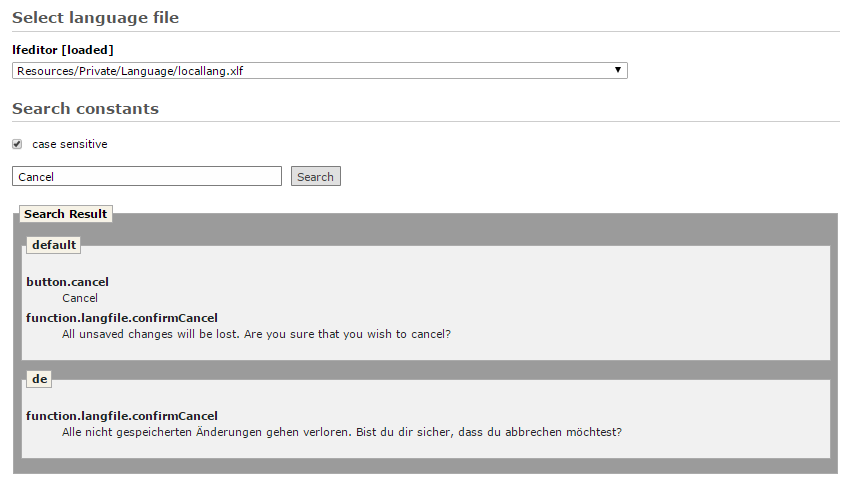 Select language file
lfeditor [loaded]
Resources/Private/Language/locallang.xlf
Search constants
case sensitive
Cancel Search
Search Result
default
button.cancel
Cancel
function.langfile.confirmCancel
All unsaved changes will be lost. Are you sure that you wish to cancel?
de
function.langfile.confirmCancel
Alle nicht gespeicherten Änderungen gehen verloren. Bist du dir sicher, dass du abbrechen möchtest?